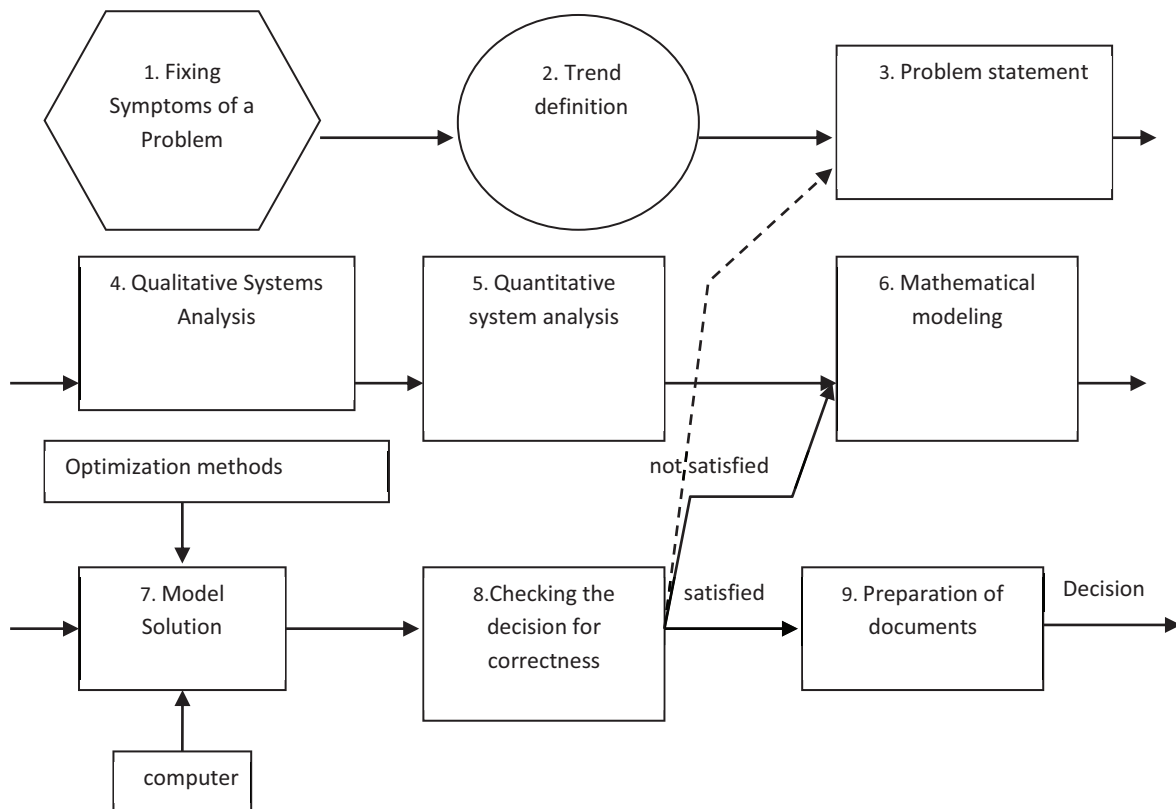 1. Fixing
Symptoms of a
Problem
2. Trend
definition
3. Problem statement
4. Qualitative Systems
Analysis
5. Quantitative
system analysis
6. Mathematical
modeling
Optimization methods
not satisfied
7. Model
Solution
8.Checking the
decision for
correctness
satisfied
9. Preparation of
documents
Decision
computer